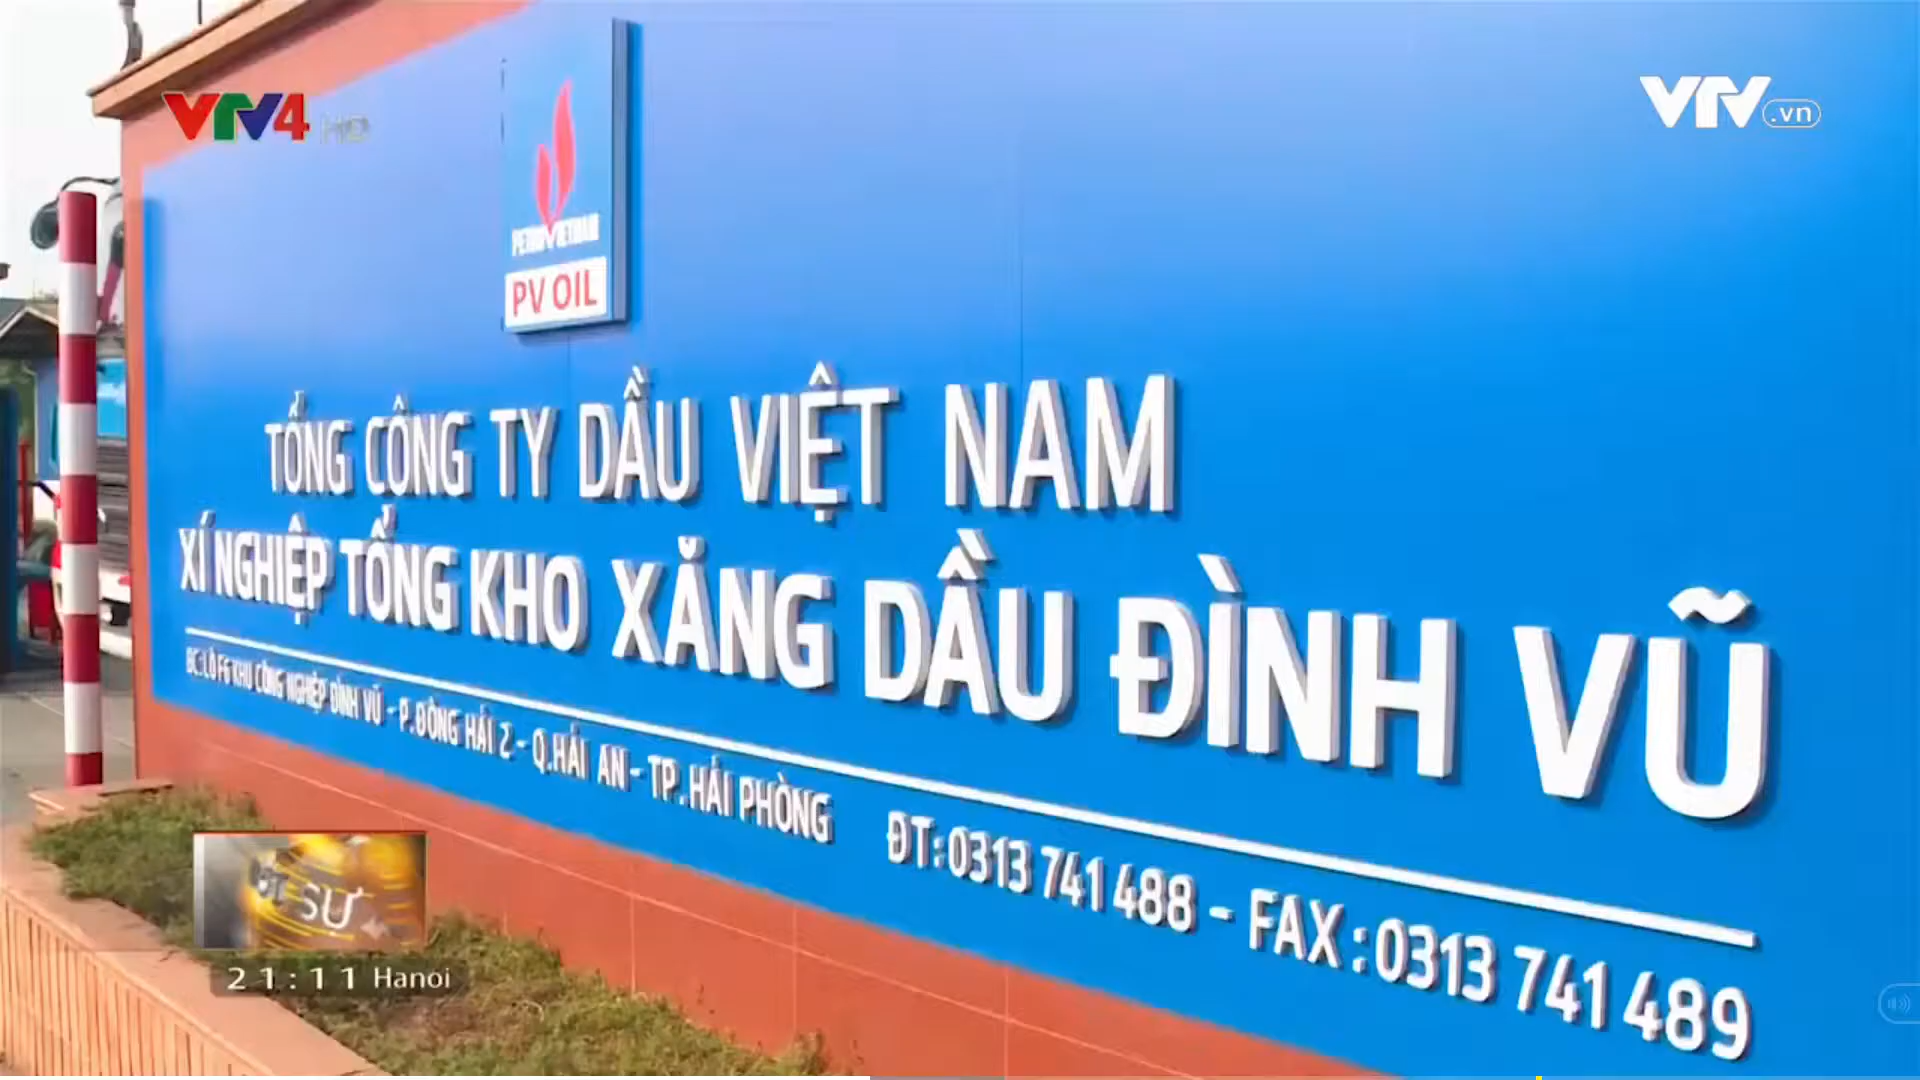 VTV4 HD
VTV.vn
PETROVIETNAM
PV OIL
TỔNG CÔNG TY DẦU VIỆT NAM
XÍ NGHIỆP TỔNG KHO XĂNG DẦU ĐÌNH VŨ
ĐC: LÔ F6 KHU CÔNG NGHIỆP ĐÌNH VŨ - P.ĐÔNG HẢI 2 - Q.HẢI AN - TP.HẢI PHÒNG ĐT: 0313 741 488 - FAX: 0313 741 489
SỰ
21:11 Hanoi